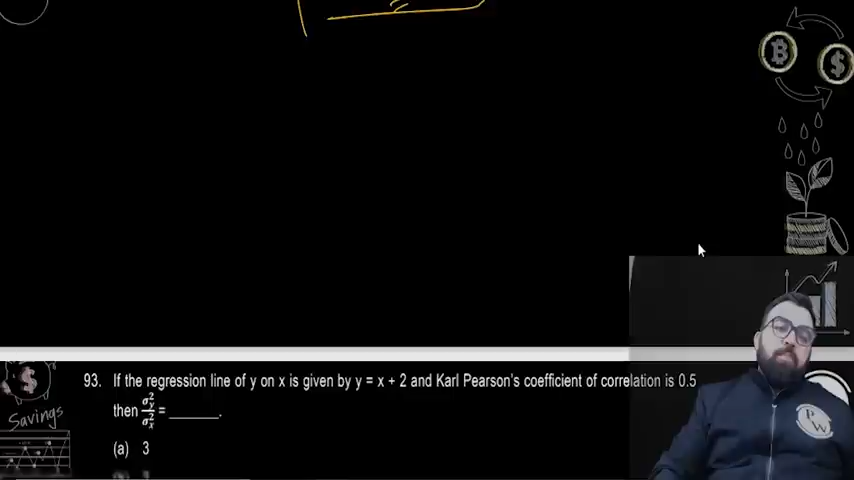 93. If the regression line of y on x is given by y = x + 2 and Karl Pearson's coefficient of correlation is 0.5
then σ²y/σ²x = ______.
(a) 3
Savings
P
W